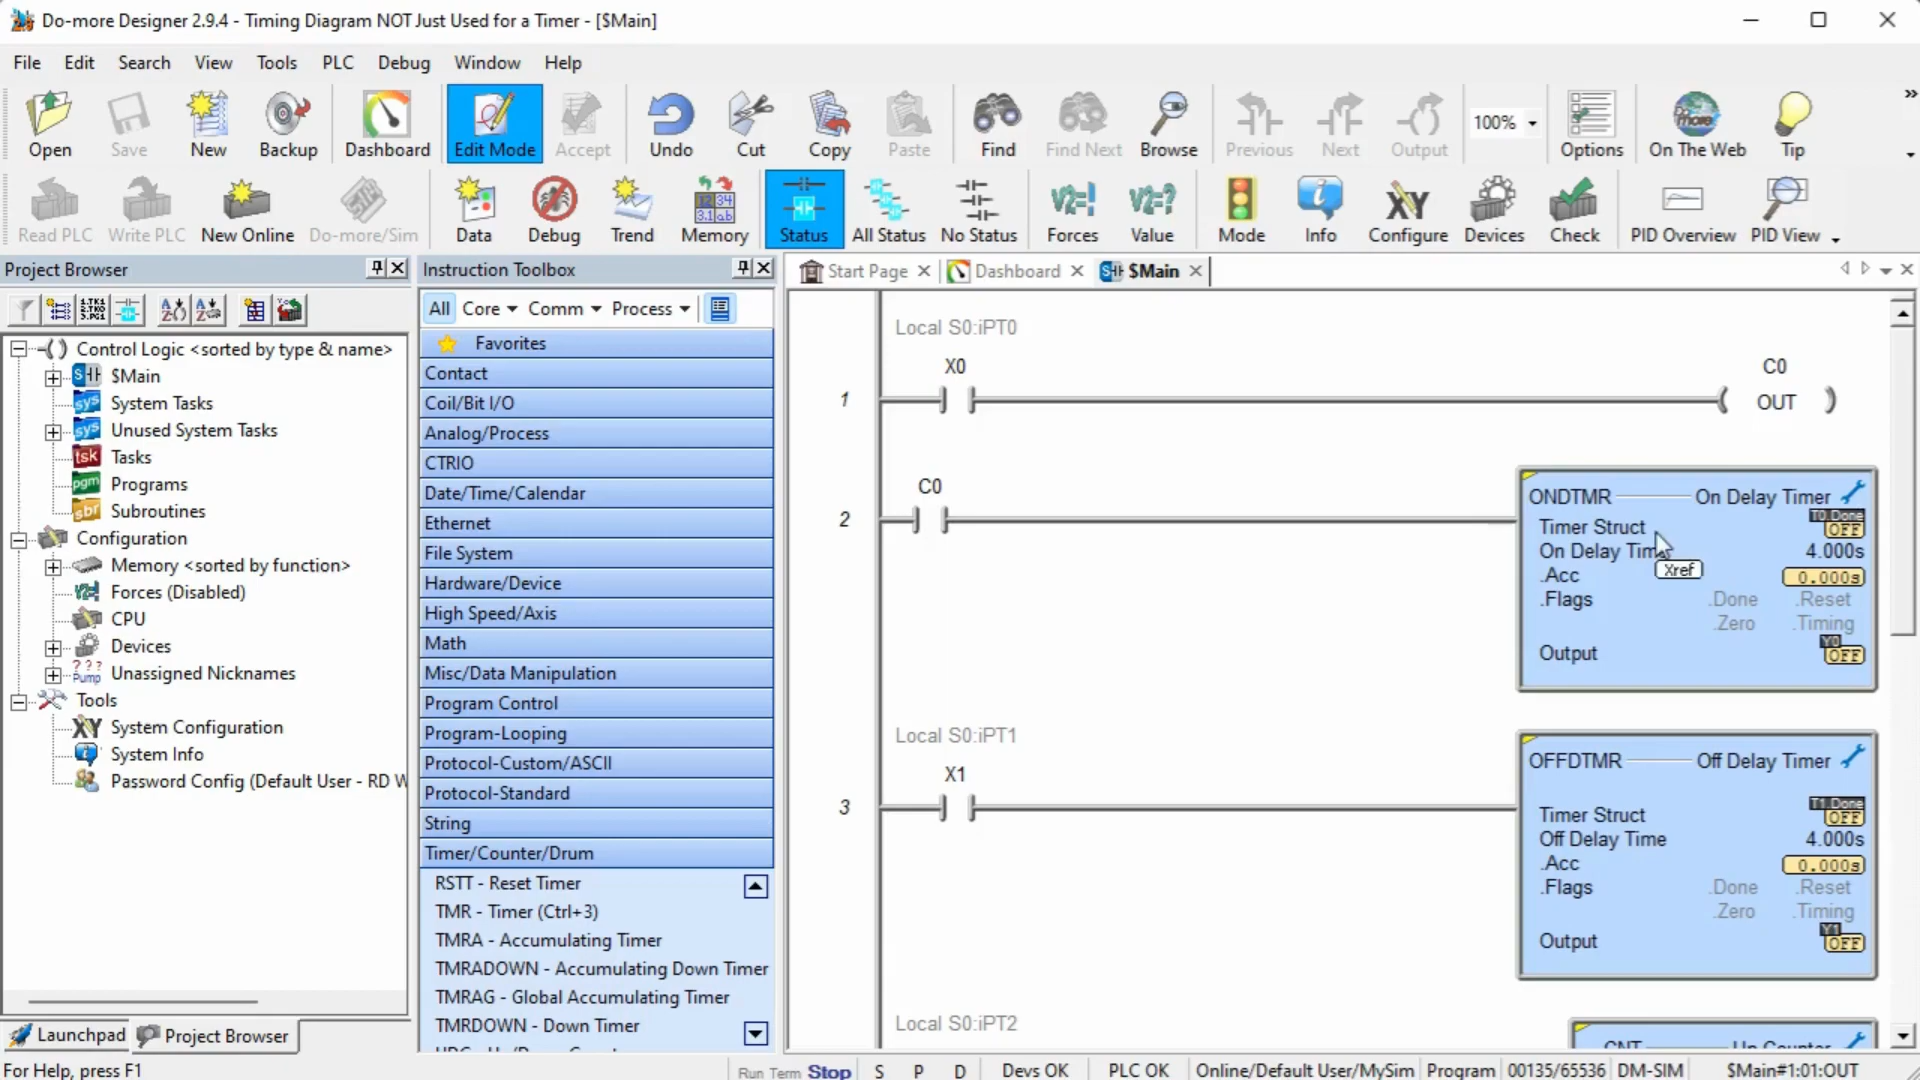 Do-more Designer 2.9.4 - Timing Diagram NOT Just Used for a Timer - [$Main]
File Edit Search View Tools PLC Debug Window Help
Open Save New Backup Dashboard Edit Mode Accept Undo Cut Copy Paste Find Find Next Browse Previous Next Output 100% Options On The Web Tip
Read PLC Write PLC New Online Do-more/Sim Data Debug Trend Memory Status All Status No Status Forces Value Mode Info Configure Devices Check PID Overview PID View
Project Browser
Control Logic <sorted by type & name>
$Main
System Tasks
Unused System Tasks
Tasks
Programs
Subroutines
Configuration
Memory <sorted by function>
Forces (Disabled)
CPU
Devices
Unassigned Nicknames
Tools
System Configuration
System Info
Password Config (Default User - RD W
Launchpad Project Browser
Instruction Toolbox
All Core Comm Process
Favorites
Contact
Coil/Bit I/O
Analog/Process
CTRIO
Date/Time/Calendar
Ethernet
File System
Hardware/Device
High Speed/Axis
Math
Misc/Data Manipulation
Program Control
Program-Looping
Protocol-Custom/ASCII
Protocol-Standard
String
Timer/Counter/Drum
RSTT - Reset Timer
TMR - Timer (Ctrl+3)
TMRA - Accumulating Timer
TMRADOWN - Accumulating Down Timer
TMRAG - Global Accumulating Timer
TMRDOWN - Down Timer
Start Page Dashboard $Main
Local S0:iPT0
X0 C0
1 OUT
C0
2
ONDTMR On Delay Timer
T0.Done
Timer Struct OFF
On Delay Time 4.000s
Xref
.Acc 0.000s
.Flags .Done .Reset
.Zero .Timing
Y0
Output OFF
Local S0:iPT1
X1
3
OFFDTMR Off Delay Timer
T1.Done
Timer Struct OFF
Off Delay Time 4.000s
.Acc 0.000s
.Flags .Done .Reset
.Zero .Timing
Y1
Output OFF
Local S0:iPT2
CNT Up Counter
For Help, press F1 Run Term Stop S P D Devs OK PLC OK Online/Default User/MySim Program 00135/65536 DM-SIM $Main#1:01:OUT